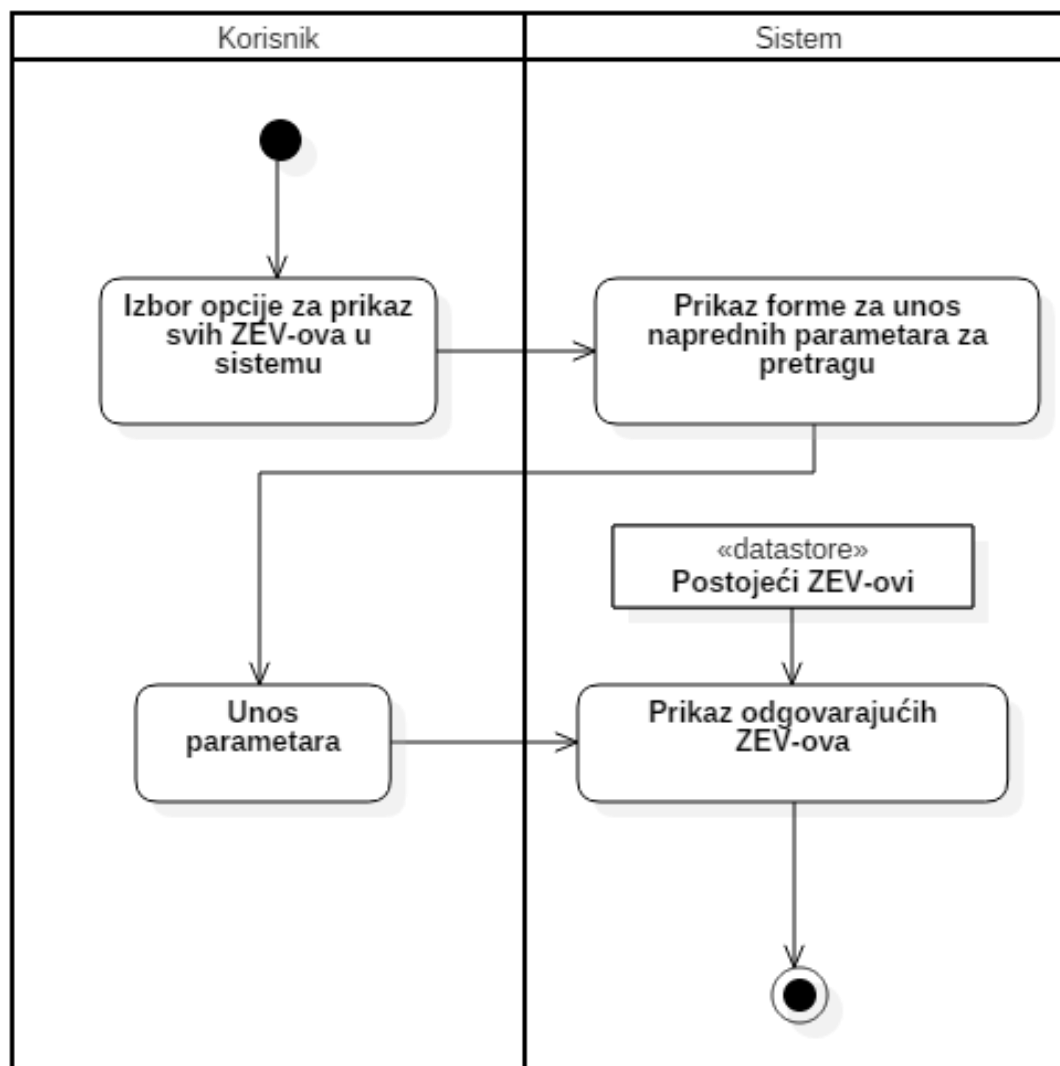 Korisnik
Sistem
Izbor opcije za prikaz
svih ZEV-ova u
sistemu
Prikaz forme za unos
naprednih parametara za
pretragu
«datastore»
Postojeći ZEV-ovi
Unos
parametara
Prikaz odgovarajućih
ZEV-ova